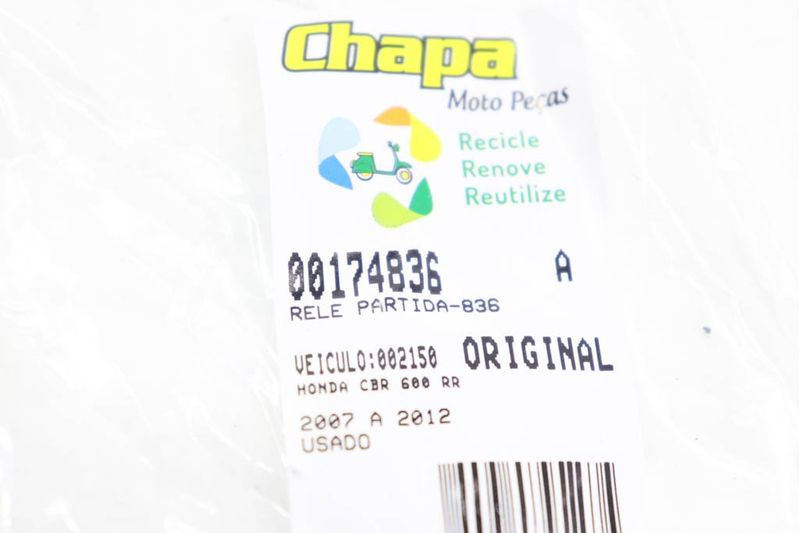 Chapa
Moto Peças
Recicle
Renove
Reutilize
00174836 A
RELE PARTIDA-836
VEICULO:002150 ORIGINAL
HONDA CBR 600 RR
2007 A 2012
USADO